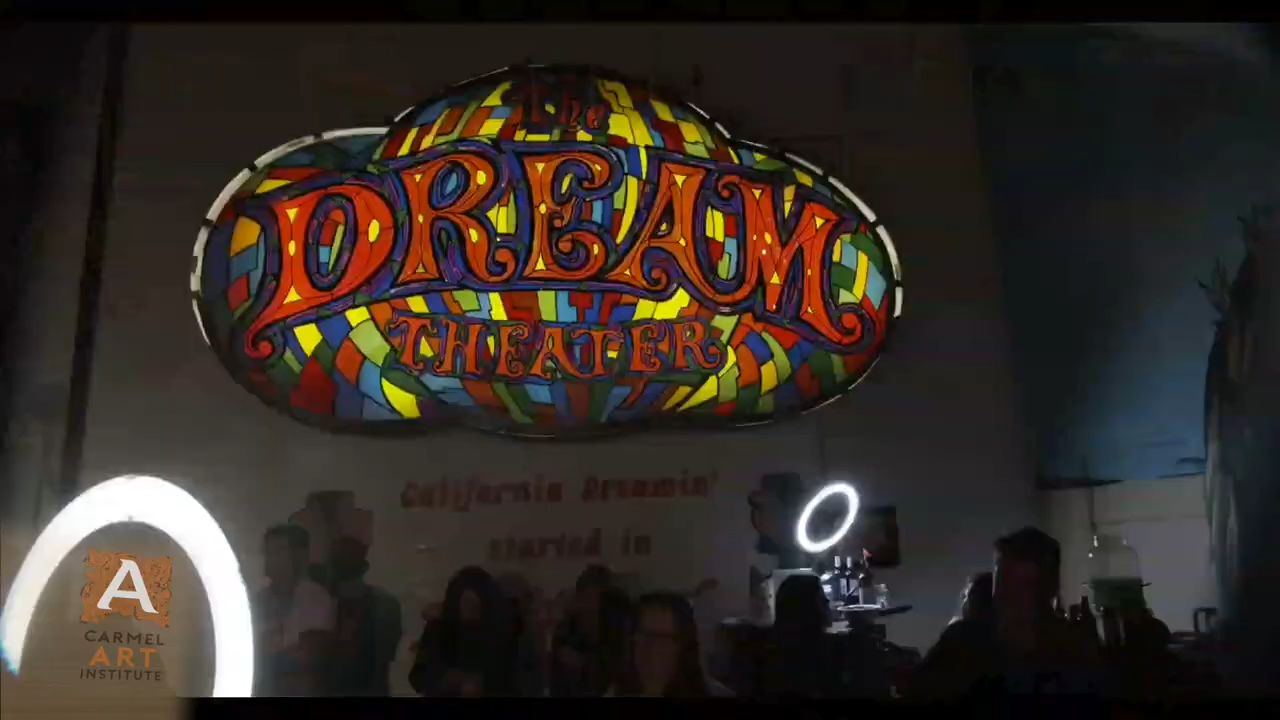 The
DREAM
THEATER
California Dreamin'
started in
A
CARMEL
ART
INSTITUTE